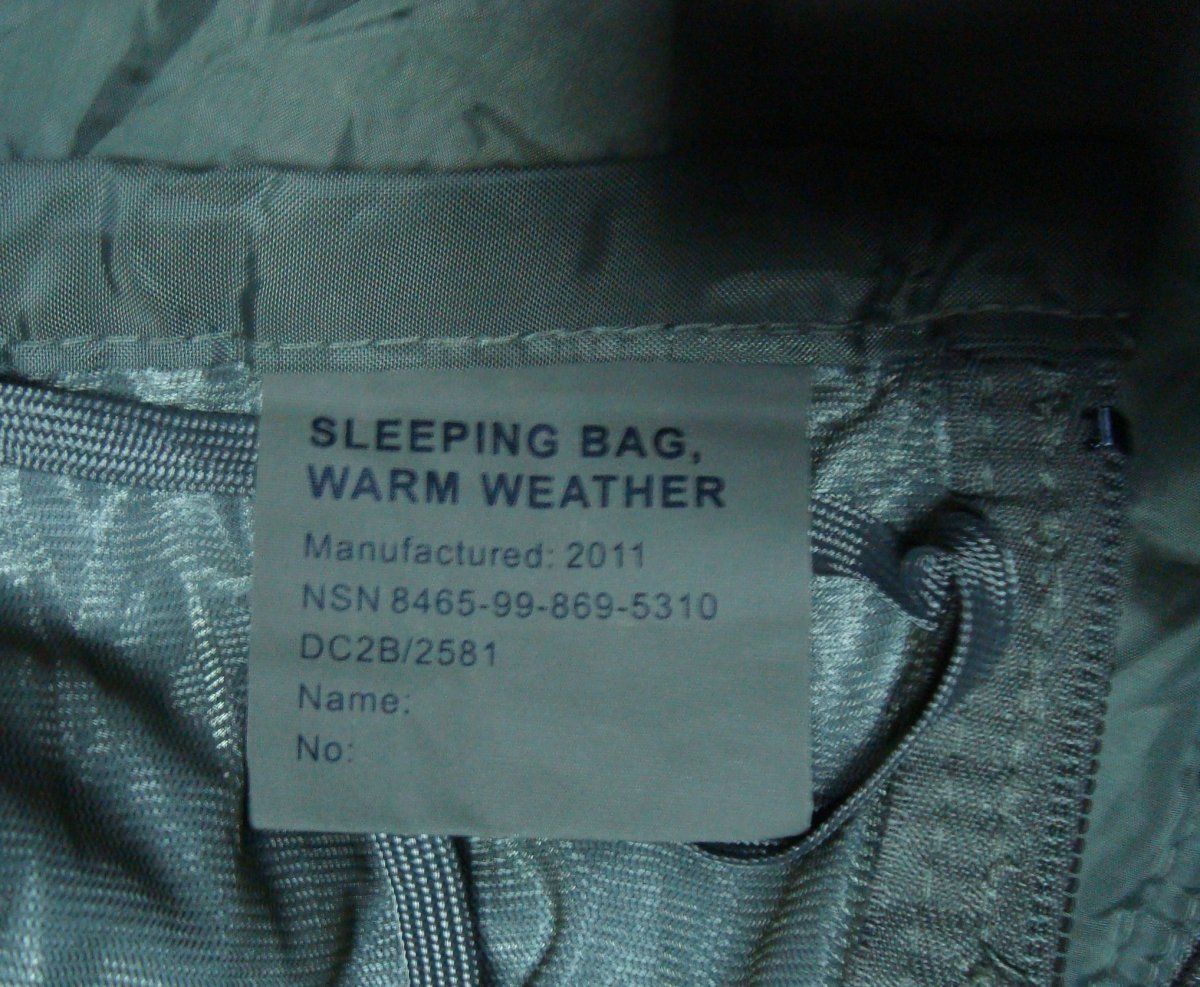 SLEEPING BAG,
WARM WEATHER
Manufactured: 2011
NSN 8465-99-869-5310
DC2B/2581
Name:
No: